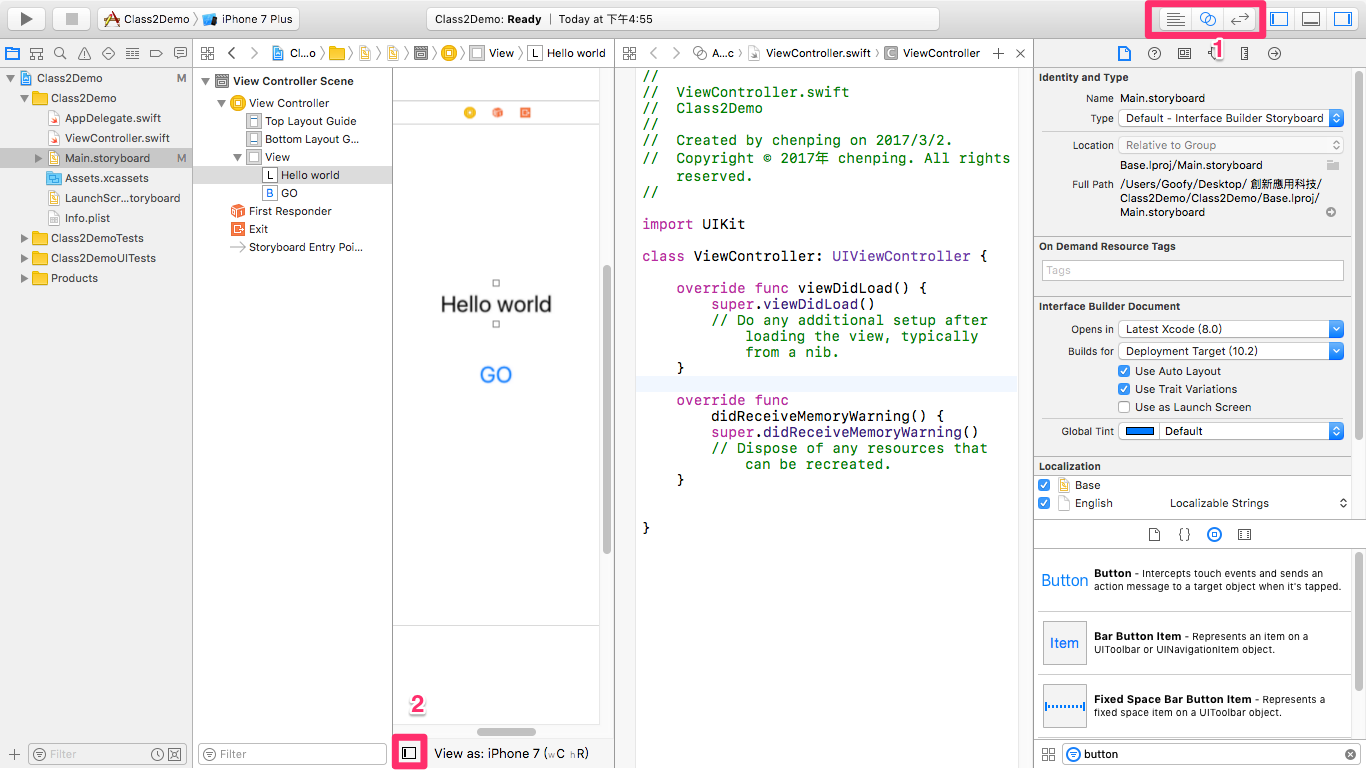 Class2Demo
iPhone 7 Plus
Class2Demo: Ready | Today at 下午4:55
1
Cl...o
View
L Hello world
A...c
ViewController.swift
C ViewController
Class2Demo M
Class2Demo
AppDelegate.swift
ViewController.swift
Main.storyboard M
Assets.xcassets
LaunchScr...toryboard
Info.plist
Class2DemoTests
Class2DemoUITests
Products
Filter
View Controller Scene
View Controller
Top Layout Guide
Bottom Layout G...
View
L Hello world
B GO
First Responder
Exit
Storyboard Entry Poi...
Filter
Hello world
GO
2
View as: iPhone 7 (wC hR)
//
// ViewController.swift
// Class2Demo
//
// Created by chenping on 2017/3/2.
// Copyright © 2017年 chenping. All rights
reserved.
//
import UIKit
class ViewController: UIViewController {
override func viewDidLoad() {
super.viewDidLoad()
// Do any additional setup after
loading the view, typically
from a nib.
}
override func
didReceiveMemoryWarning() {
super.didReceiveMemoryWarning()
// Dispose of any resources that
can be recreated.
}
}
Identity and Type
Name Main.storyboard
Type Default - Interface Builder Storyboard
Location Relative to Group
Base.lproj/Main.storyboard
Full Path /Users/Goofy/Desktop/ 創新應用科技/
Class2Demo/Class2Demo/Base.lproj/
Main.storyboard
On Demand Resource Tags
Tags
Interface Builder Document
Opens in Latest Xcode (8.0)
Builds for Deployment Target (10.2)
Use Auto Layout
Use Trait Variations
Use as Launch Screen
Global Tint Default
Localization
Base
English Localizable Strings
{}
Button Button - Intercepts touch events and sends an
action message to a target object when it's tapped.
Item Bar Button Item - Represents an item on a
UIToolbar or UINavigationItem object.
Fixed Space Bar Button Item - Represents a
fixed space item on a UIToolbar object.
button